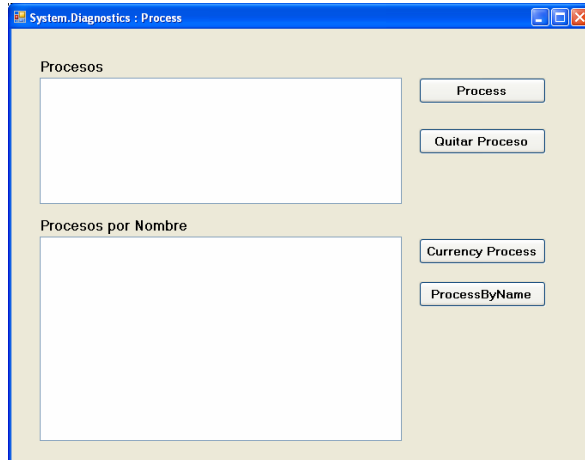 System.Diagnostics : Process
Procesos
Process
Quitar Proceso
Procesos por Nombre
Currency Process
ProcessByName